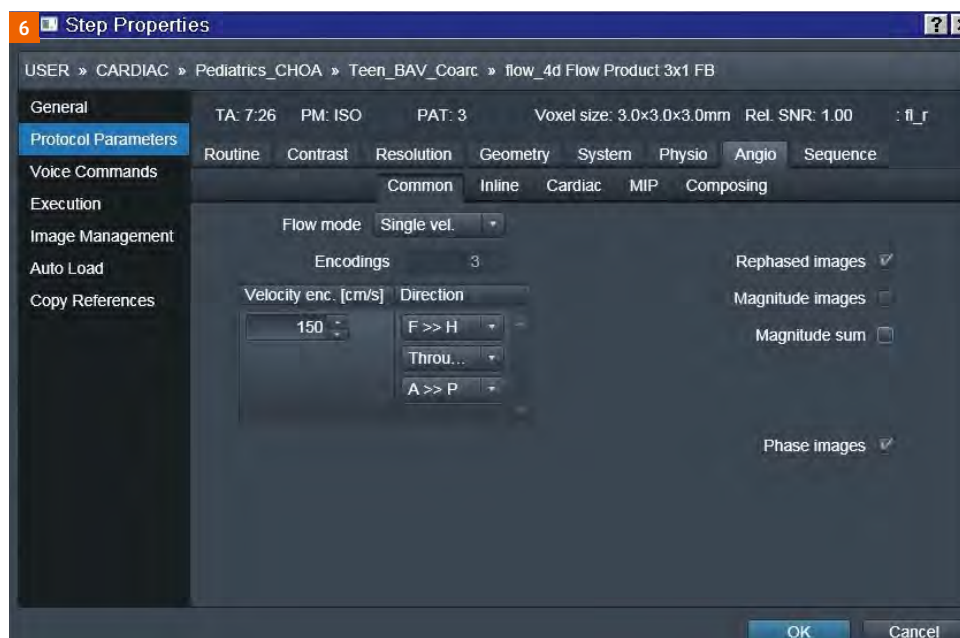 6 Step Properties ?
USER » CARDIAC » Pediatrics_CHOA » Teen_BAV_Coarc » flow_4d Flow Product 3x1 FB
General
Protocol Parameters
Voice Commands
Execution
Image Management
Auto Load
Copy References
TA: 7:26 PM: ISO PAT: 3 Voxel size: 3.0×3.0×3.0mm Rel. SNR: 1.00 : fl_r
Routine Contrast Resolution Geometry System Physio Angio Sequence
Common Inline Cardiac MIP Composing
Flow mode Single vel.
Encodings 3
Velocity enc. [cm/s] Direction
150 F >> H
Throu...
A >> P
Rephased images
Magnitude images
Magnitude sum
Phase images
OK Cancel